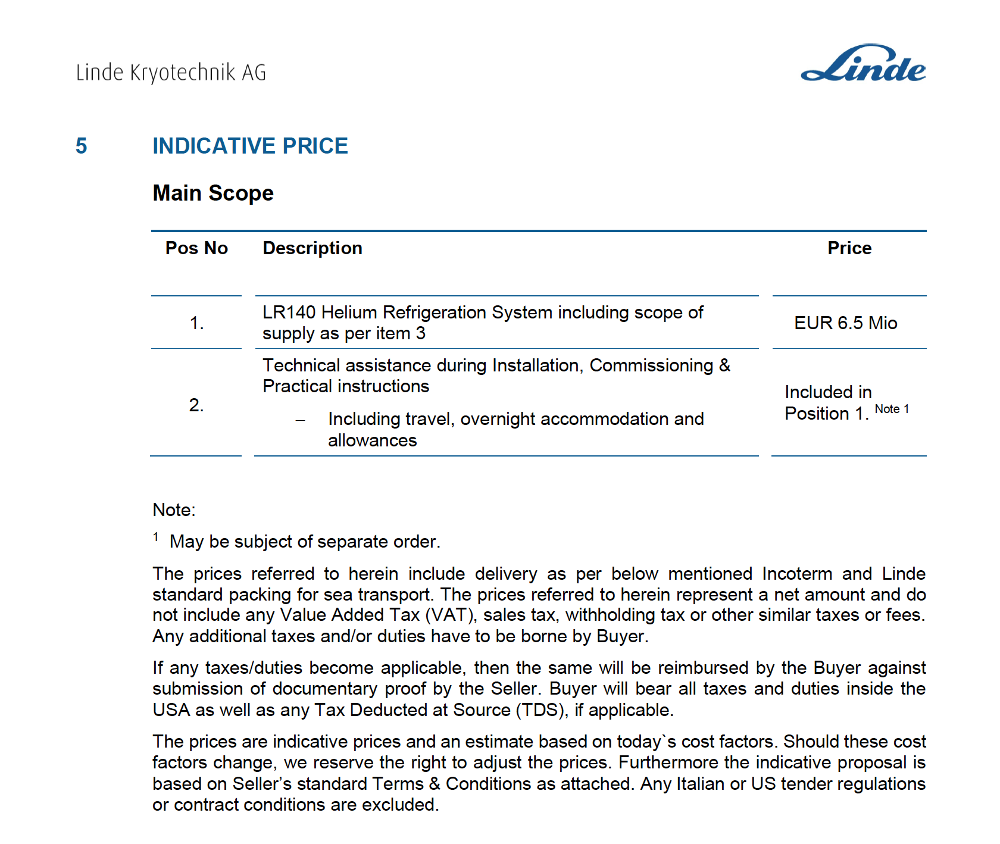 Linde Kryotechnik AG
Linde
5 INDICATIVE PRICE
Main Scope
Pos No Description Price
1. LR140 Helium Refrigeration System including scope of
supply as per item 3 EUR 6.5 Mio
2. Technical assistance during Installation, Commissioning &
Practical instructions
– Including travel, overnight accommodation and
allowances
Included in
Position 1. Note 1
Note:
1 May be subject of separate order.
The prices referred to herein include delivery as per below mentioned Incoterm and Linde
standard packing for sea transport. The prices referred to herein represent a net amount and do
not include any Value Added Tax (VAT), sales tax, withholding tax or other similar taxes or fees.
Any additional taxes and/or duties have to be borne by Buyer.
If any taxes/duties become applicable, then the same will be reimbursed by the Buyer against
submission of documentary proof by the Seller. Buyer will bear all taxes and duties inside the
USA as well as any Tax Deducted at Source (TDS), if applicable.
The prices are indicative prices and an estimate based on today`s cost factors. Should these cost
factors change, we reserve the right to adjust the prices. Furthermore the indicative proposal is
based on Seller’s standard Terms & Conditions as attached. Any Italian or US tender regulations
or contract conditions are excluded.